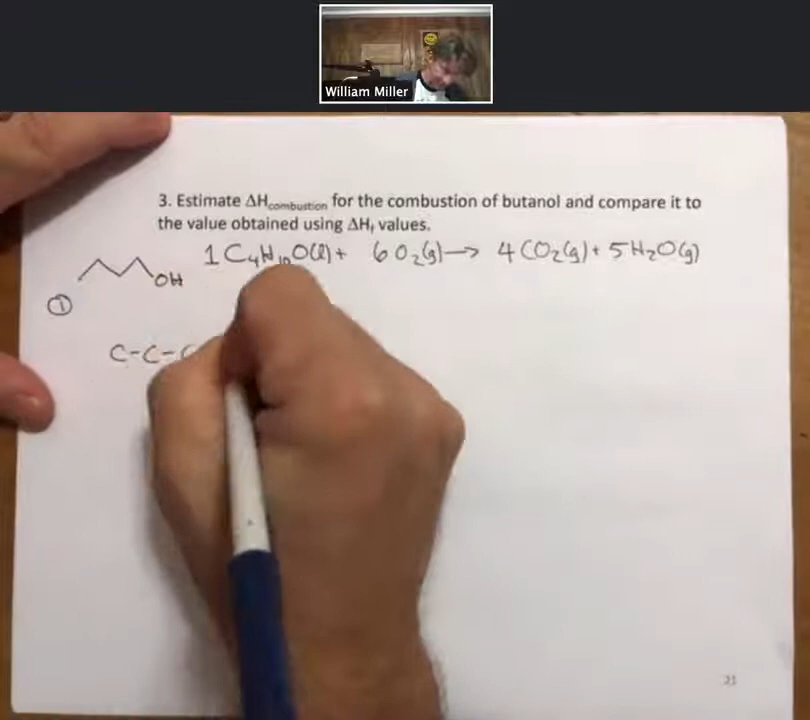 William Miller
3. Estimate ΔHcombustion for the combustion of butanol and compare it to
the value obtained using ΔHf values.
1 C₄H₁₀O(l) + 6 O₂(g) → 4 CO₂(g) + 5 H₂O(g)
OH
①
C-C-C
21